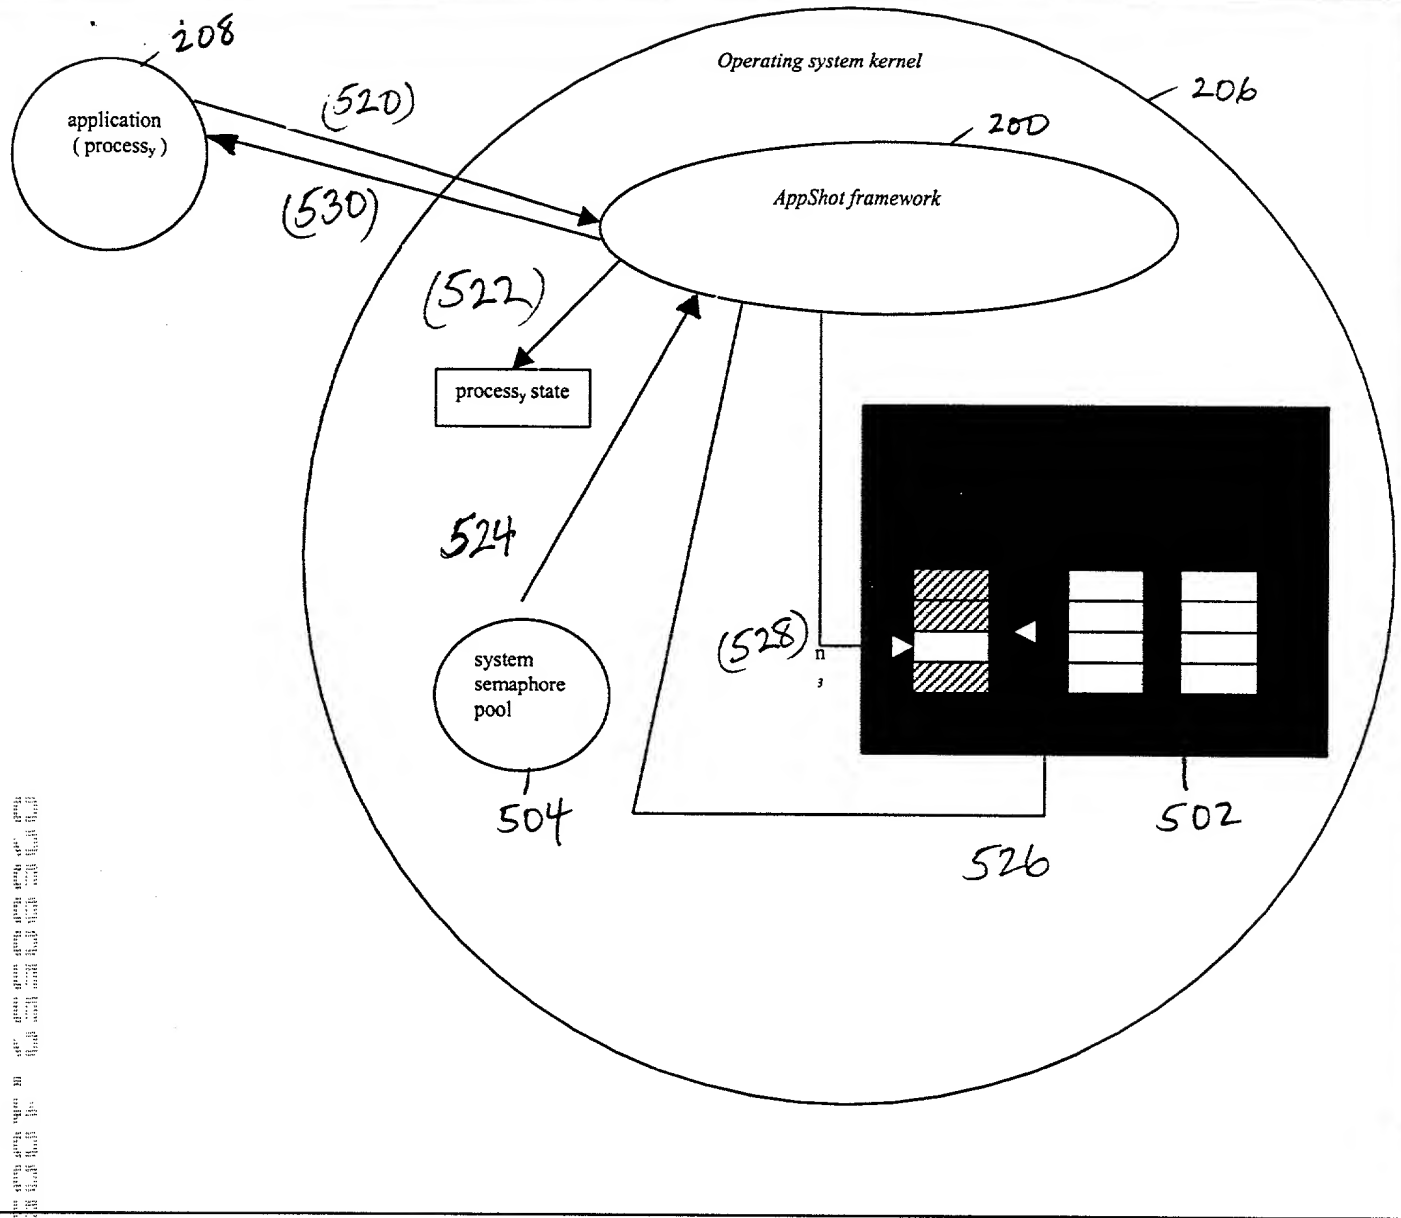 208
Operating system kernel
206
(520)
application
( processy )
200
AppShot framework
(530)
(522)
processy state
524
(528)
n
3
system
semaphore
pool
504
502
526